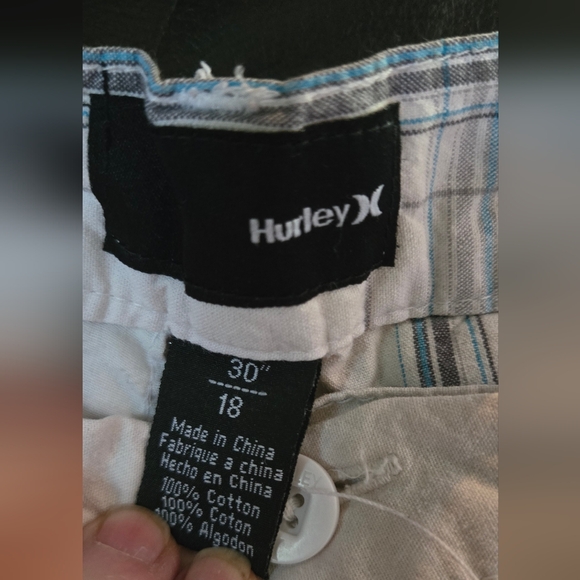 Hurley
30"
18
Made in China
Fabrique a china
Hecho en China
100% Cotton
100% Coton
100% Algodon